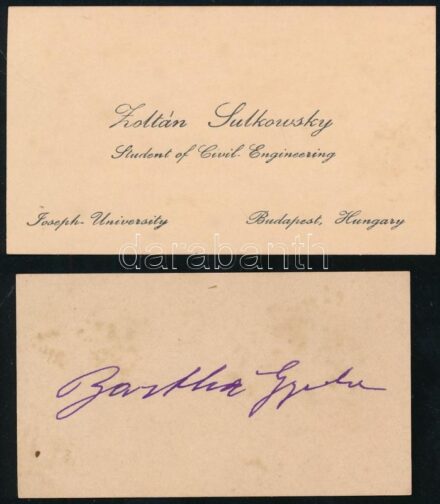 Zoltán Sulkowsky
Student of Civil-Engineering
Joseph-University Budapest, Hungary
darabanth
Bartha Gyula